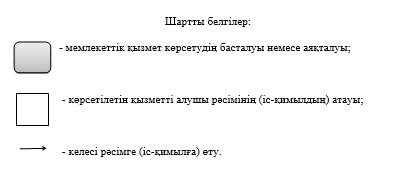 Шартты белгілер:
- мемлекеттік қызмет көрсетудің басталуы немесе аяқталуы;
- көрсетілетін қызметті алушы рәсімінің (іс-қимылдың) атауы;
- келесі рәсімге (іс-қимылға) өту.